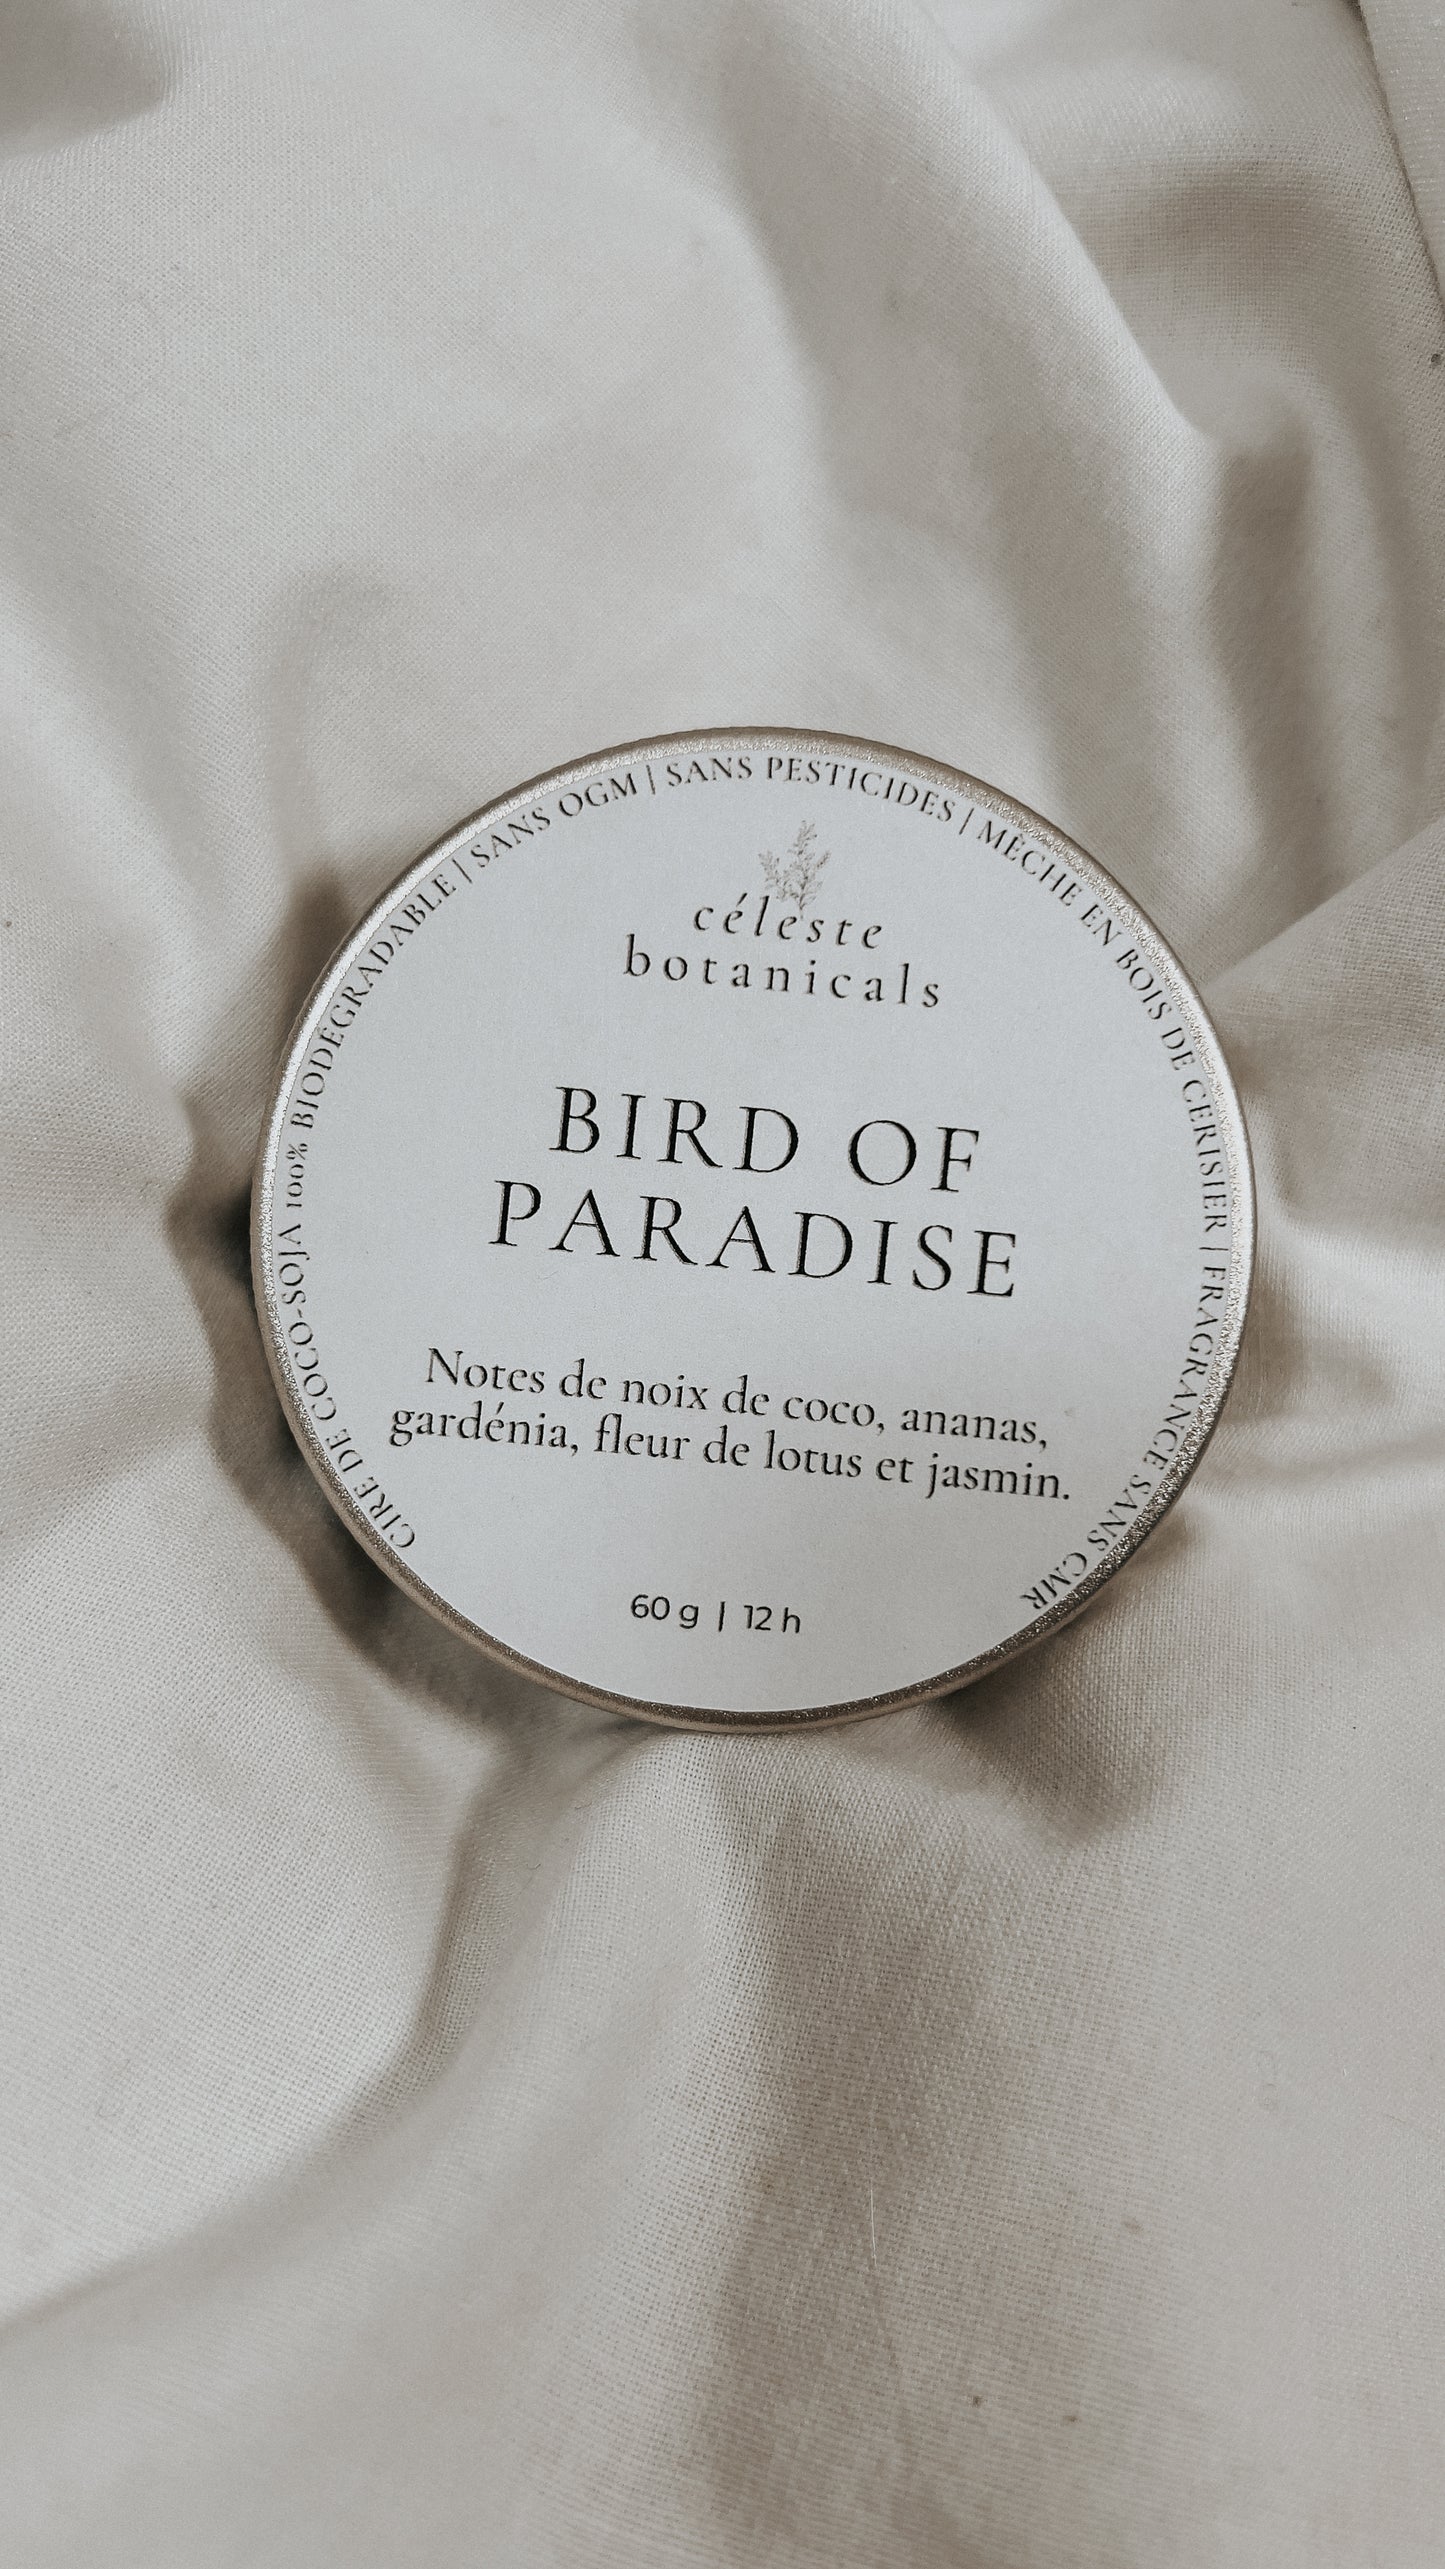 CIRE DE COCO-SOJA 100% BIODÉGRADABLE | SANS OGM | SANS PESTICIDES | MÈCHE EN BOIS DE CERISIER | FRAGRANCE SANS CMR
céleste
botanicals
BIRD OF
PARADISE
Notes de noix de coco, ananas,
gardénia, fleur de lotus et jasmin.
60 g | 12 h